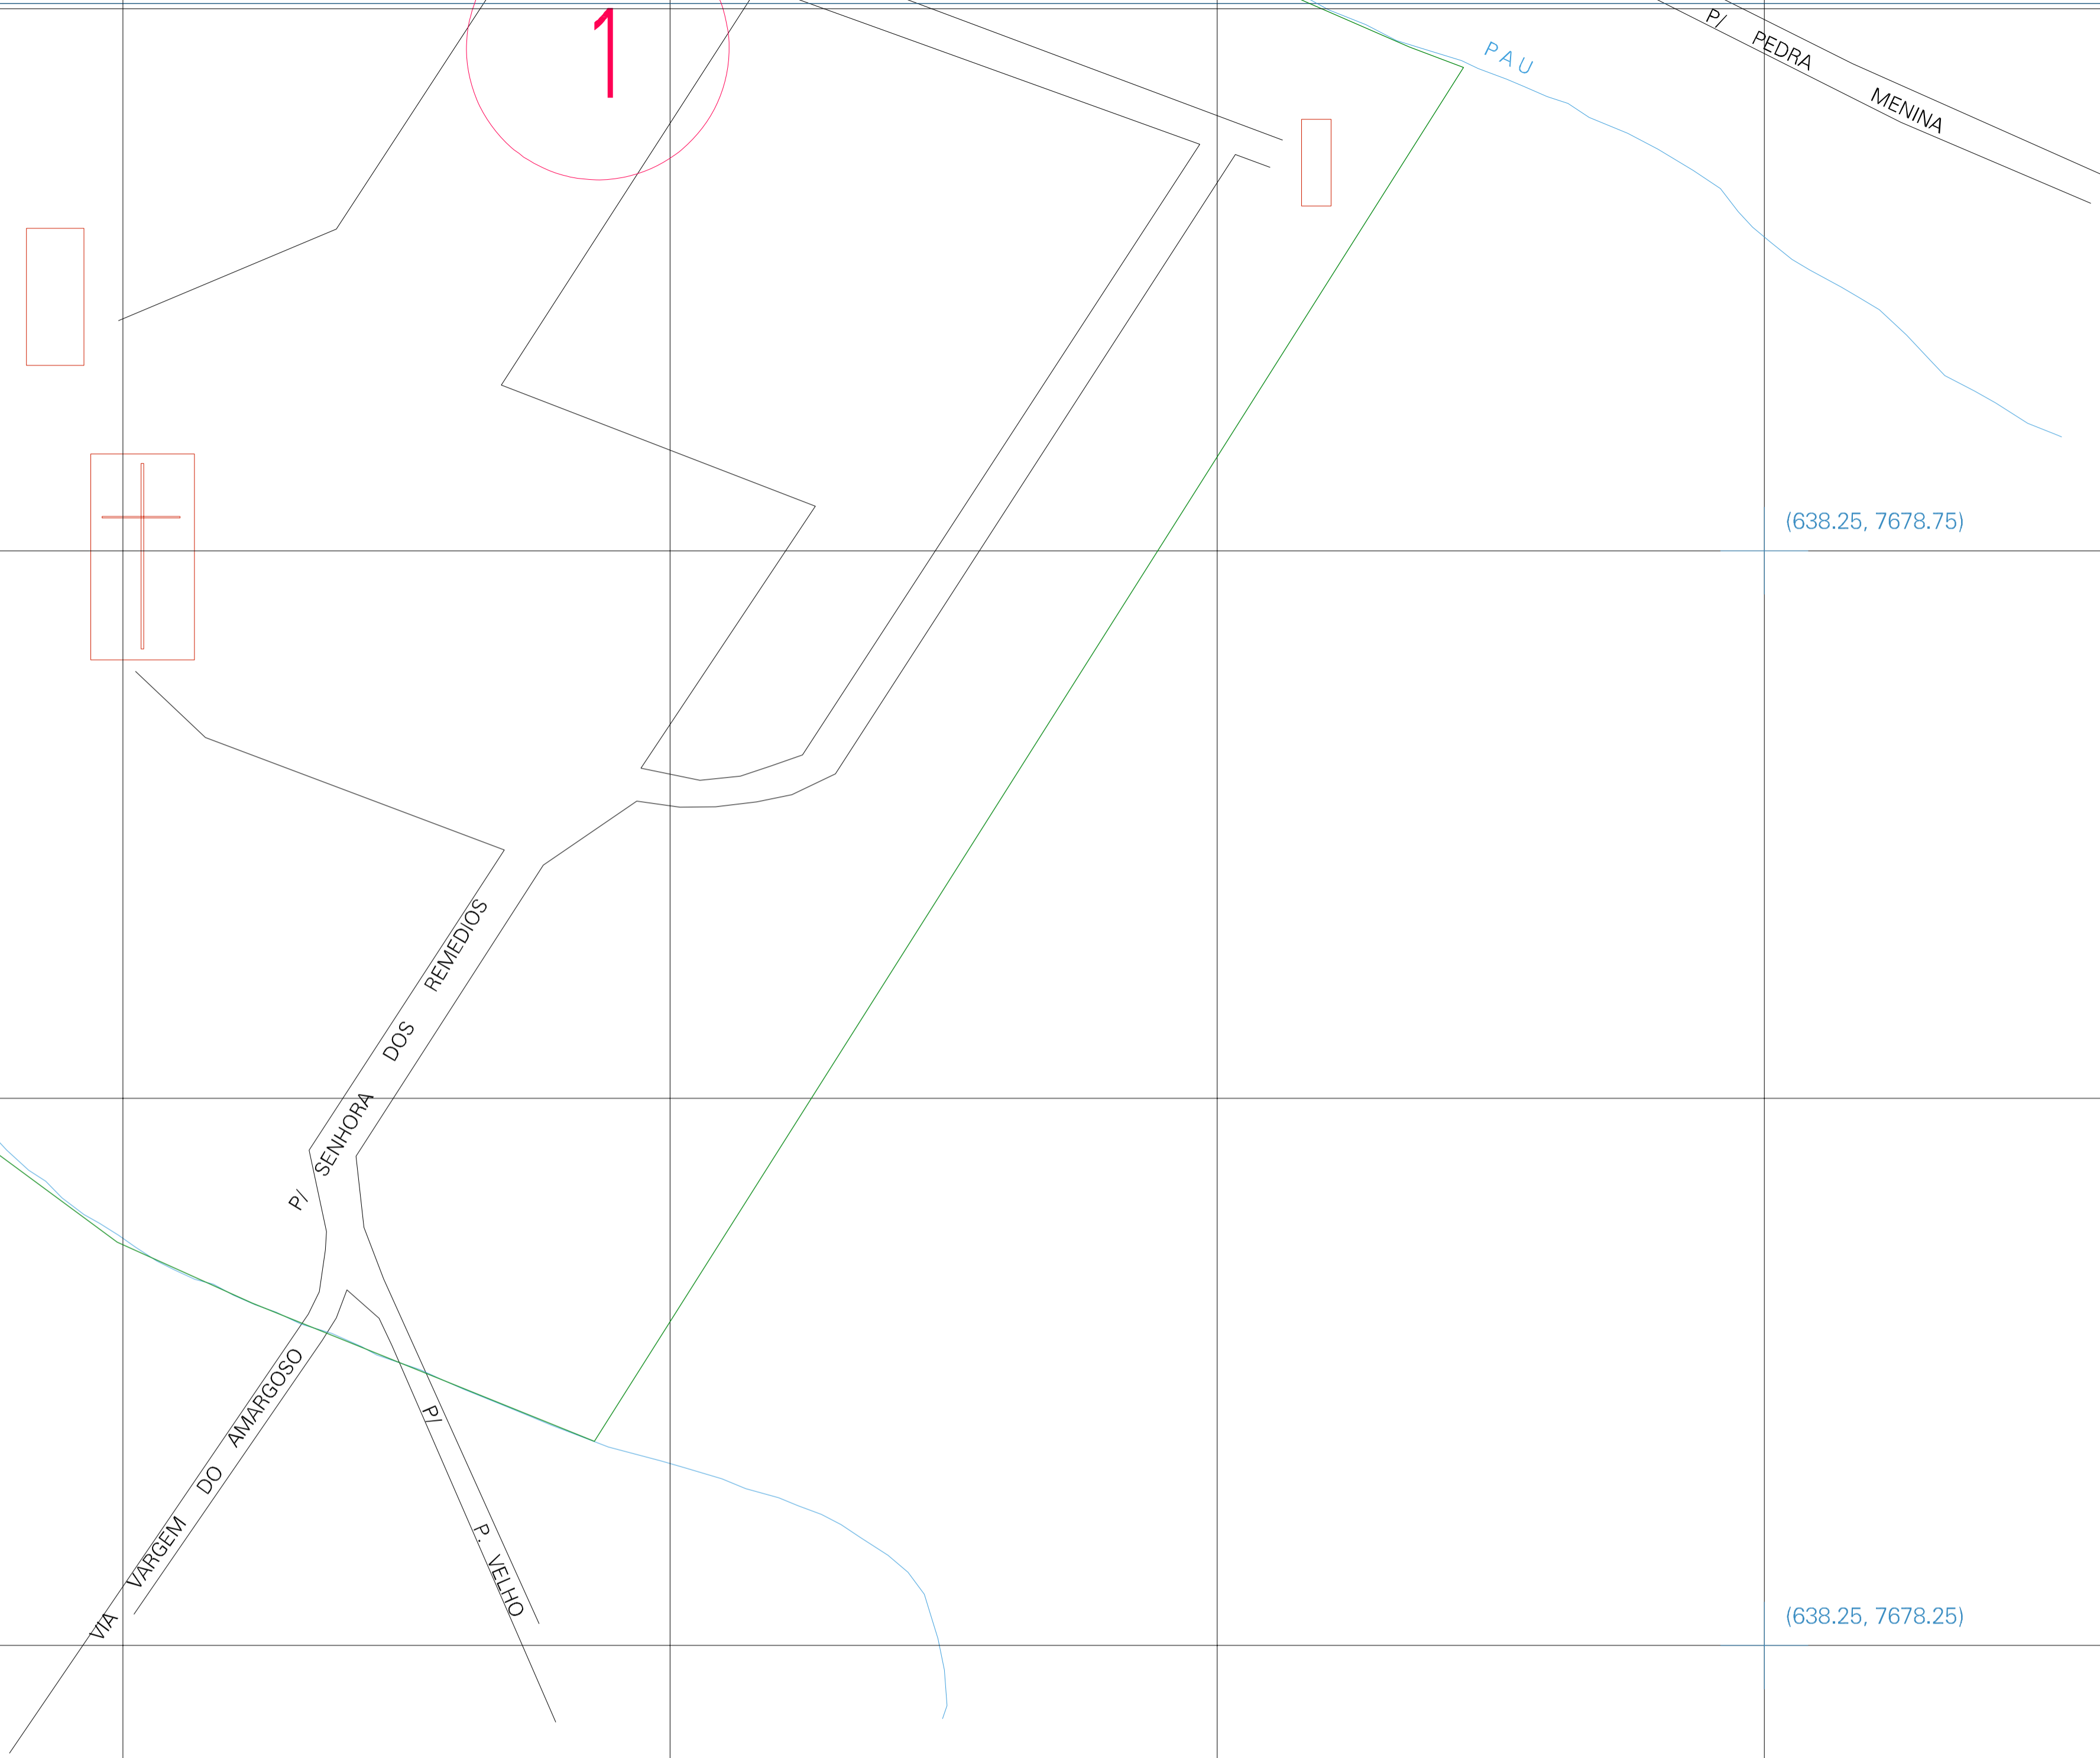 1
PAU
P/ PEDRA MENINA
(638.25, 7678.75)
P/ SENHORA DOS REMEDIOS
VIA VARGEM DO AMARGOSO
P/ P. VELHO
(638.25, 7678.25)